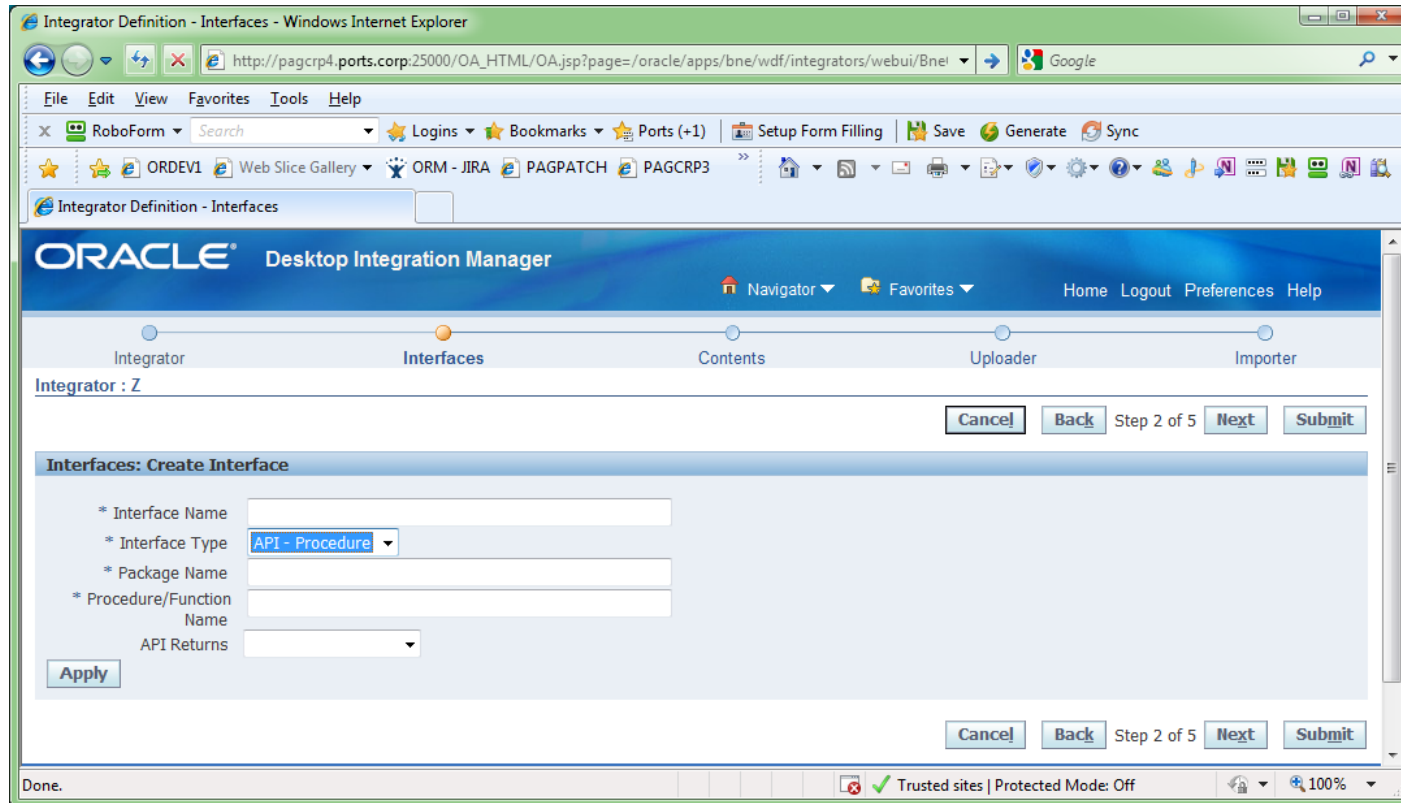 Integrator Definition - Interfaces - Windows Internet Explorer
http://pagcrp4.ports.corp:25000/OA_HTML/OA.jsp?page=/oracle/apps/bne/wdf/integrators/webui/Bne Google
File Edit View Favorites Tools Help
x RoboForm Search Logins Bookmarks Ports (+1) Setup Form Filling Save Generate Sync
ORDEV1 Web Slice Gallery ORM - JIRA PAGPATCH PAGCRP3 »
Integrator Definition - Interfaces
ORACLE® Desktop Integration Manager
Navigator Favorites Home Logout Preferences Help
Integrator Interfaces Contents Uploader Importer
Integrator : Z
Cancel Back Step 2 of 5 Next Submit
Interfaces: Create Interface
* Interface Name
* Interface Type API - Procedure
* Package Name
* Procedure/Function
Name
API Returns
Apply
Cancel Back Step 2 of 5 Next Submit
Done. Trusted sites | Protected Mode: Off 100%